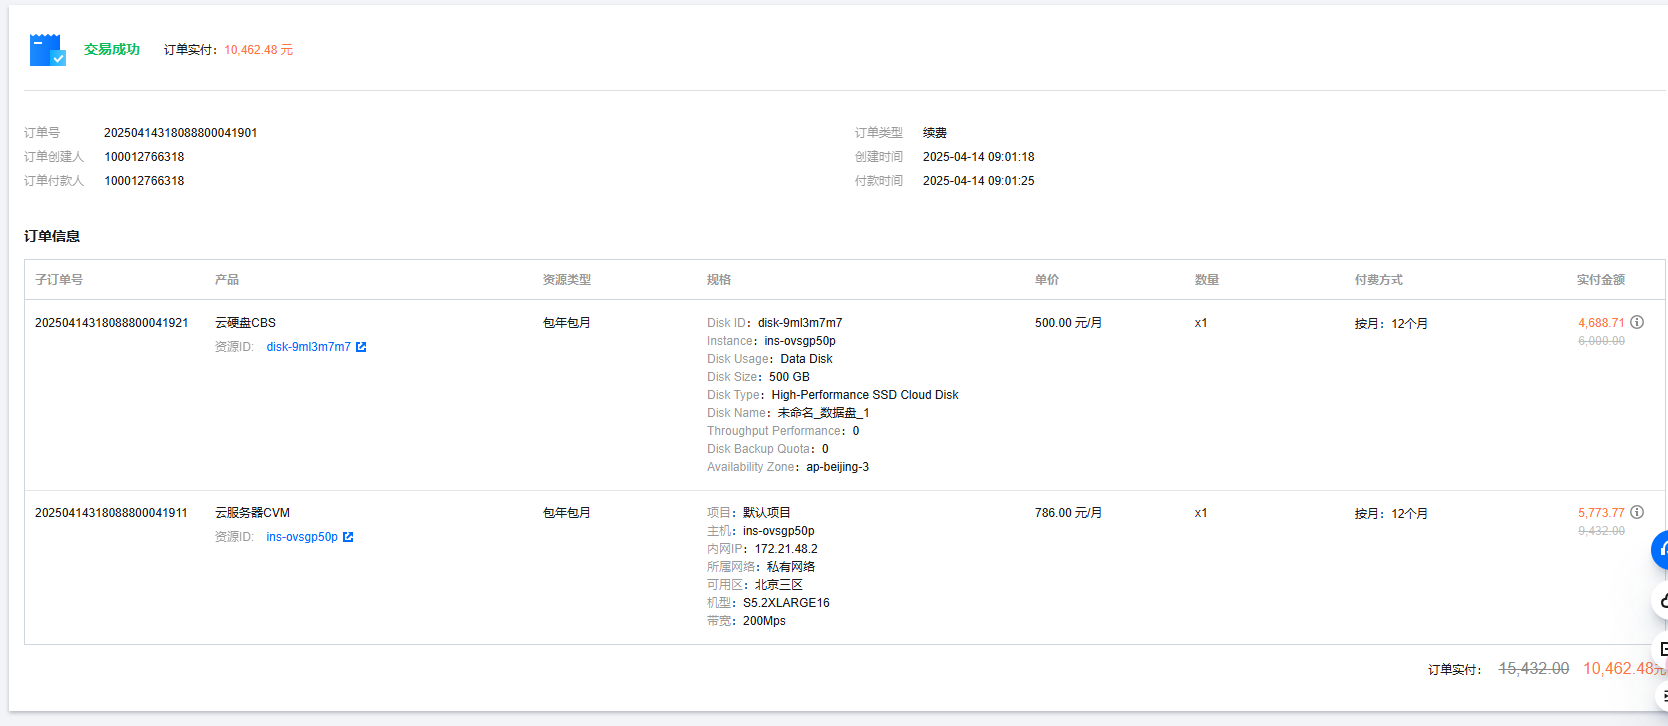 交易成功 订单实付：10,462.48 元
订单号 20250414318088800041901 订单类型 续费
订单创建人 100012766318 创建时间 2025-04-14 09:01:18
订单付款人 100012766318 付款时间 2025-04-14 09:01:25
订单信息
子订单号 产品 资源类型 规格 单价 数量 付费方式 实付金额
20250414318088800041921 云硬盘CBS 包年包月 Disk ID：disk-9ml3m7m7 500.00 元/月 x1 按月：12个月 4,688.71
资源ID: disk-9ml3m7m7 Instance：ins-ovsgp50p 6,000.00
Disk Usage：Data Disk
Disk Size：500 GB
Disk Type：High-Performance SSD Cloud Disk
Disk Name：未命名_数据盘_1
Throughput Performance：0
Disk Backup Quota：0
Availability Zone：ap-beijing-3
20250414318088800041911 云服务器CVM 包年包月 项目：默认项目 786.00 元/月 x1 按月：12个月 5,773.77
资源ID: ins-ovsgp50p 主机：ins-ovsgp50p 9,432.00
内网IP：172.21.48.2
所属网络：私有网络
可用区：北京三区
机型：S5.2XLARGE16
带宽：200Mps
订单实付： 15,432.00 10,462.48元